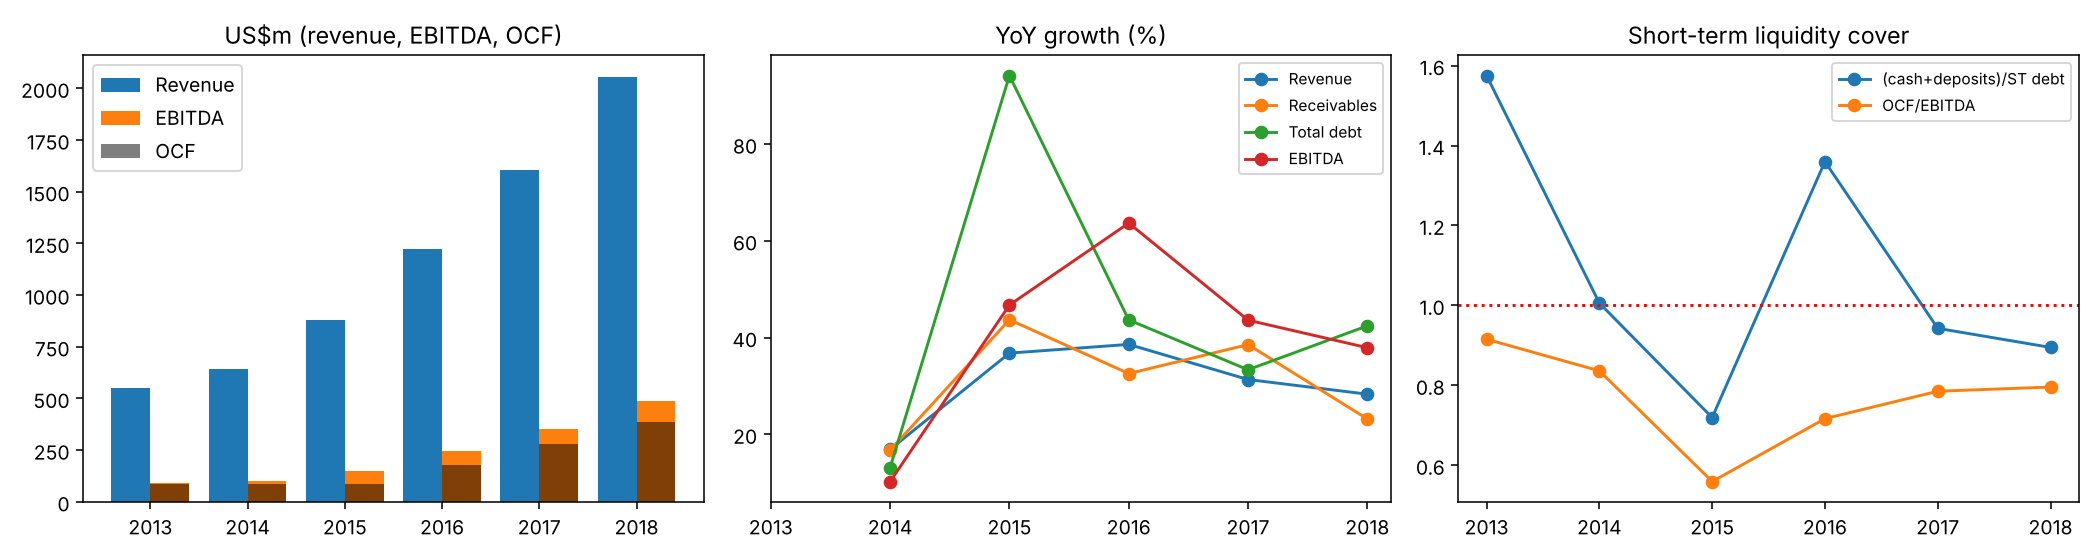 US$m (revenue, EBITDA, OCF)
Revenue
EBITDA
OCF
2000
1750
1500
1250
1000
750
500
250
0
2013 2014 2015 2016 2017 2018
YoY growth (%)
Revenue
Receivables
Total debt
EBITDA
80
60
40
20
2013 2014 2015 2016 2017 2018
Short-term liquidity cover
(cash+deposits)/ST debt
OCF/EBITDA
1.6
1.4
1.2
1.0
0.8
0.6
2013 2014 2015 2016 2017 2018